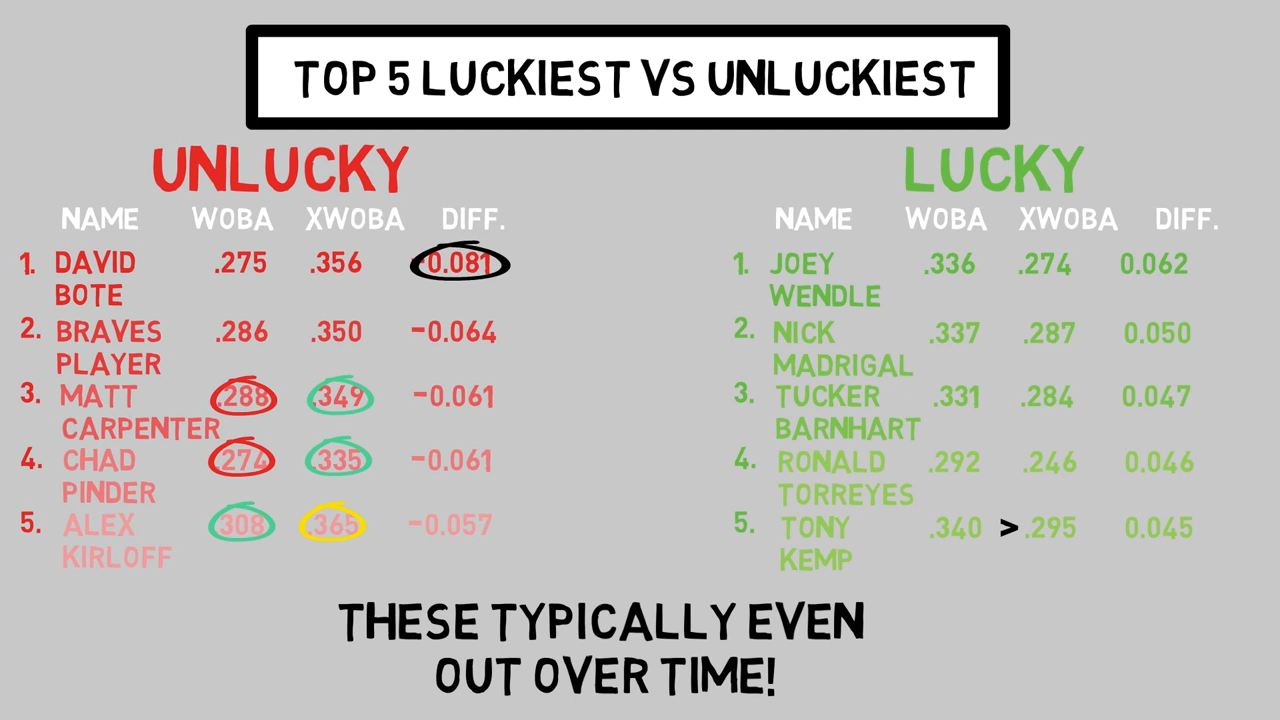 TOP 5 LUCKIEST VS UNLUCKIEST
UNLUCKY
NAME WOBA XWOBA DIFF.
1. DAVID BOTE .275 .356 -0.081
2. BRAVES PLAYER .286 .350 -0.064
3. MATT CARPENTER .288 .349 -0.061
4. CHAD PINDER .274 .335 -0.061
5. ALEX KIRLOFF .308 .365 -0.057
LUCKY
NAME WOBA XWOBA DIFF.
1. JOEY WENDLE .336 .274 0.062
2. NICK MADRIGAL .337 .287 0.050
3. TUCKER BARNHART .331 .284 0.047
4. RONALD TORREYES .292 .246 0.046
5. TONY KEMP .340 > .295 0.045
THESE TYPICALLY EVEN
OUT OVER TIME!